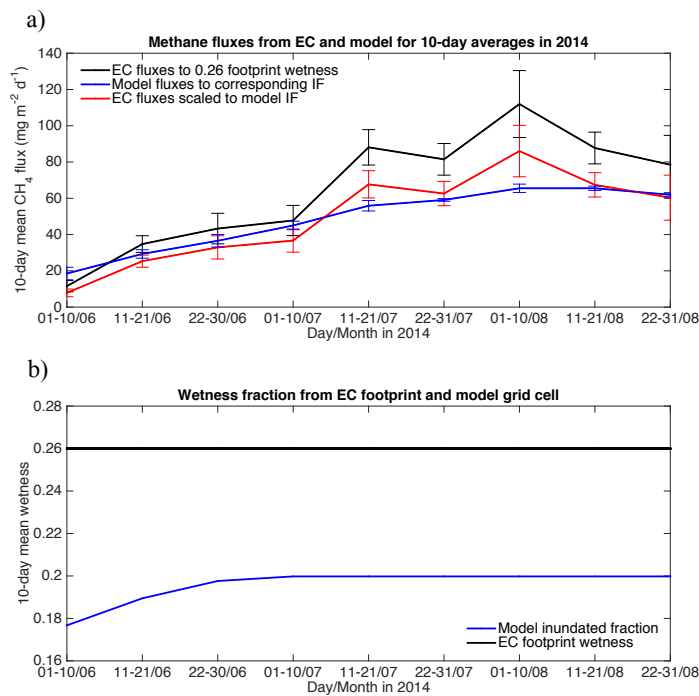 a)
Methane fluxes from EC and model for 10-day averages in 2014
140
120
100
80
60
40
20
0
10-day mean CH4 flux (mg m-2 d-1)
EC fluxes to 0.26 footprint wetness
Model fluxes to corresponding IF
EC fluxes scaled to model IF
01-10/06 11-21/06 22-30/06 01-10/07 11-21/07 22-31/07 01-10/08 11-21/08 22-31/08
Day/Month in 2014
b)
Wetness fraction from EC footprint and model grid cell
0.28
0.26
0.24
0.22
0.2
0.18
0.16
10-day mean wetness
Model inundated fraction
EC footprint wetness
01-10/06 11-21/06 22-30/06 01-10/07 11-21/07 22-31/07 01-10/08 11-21/08 22-31/08
Day/Month in 2014